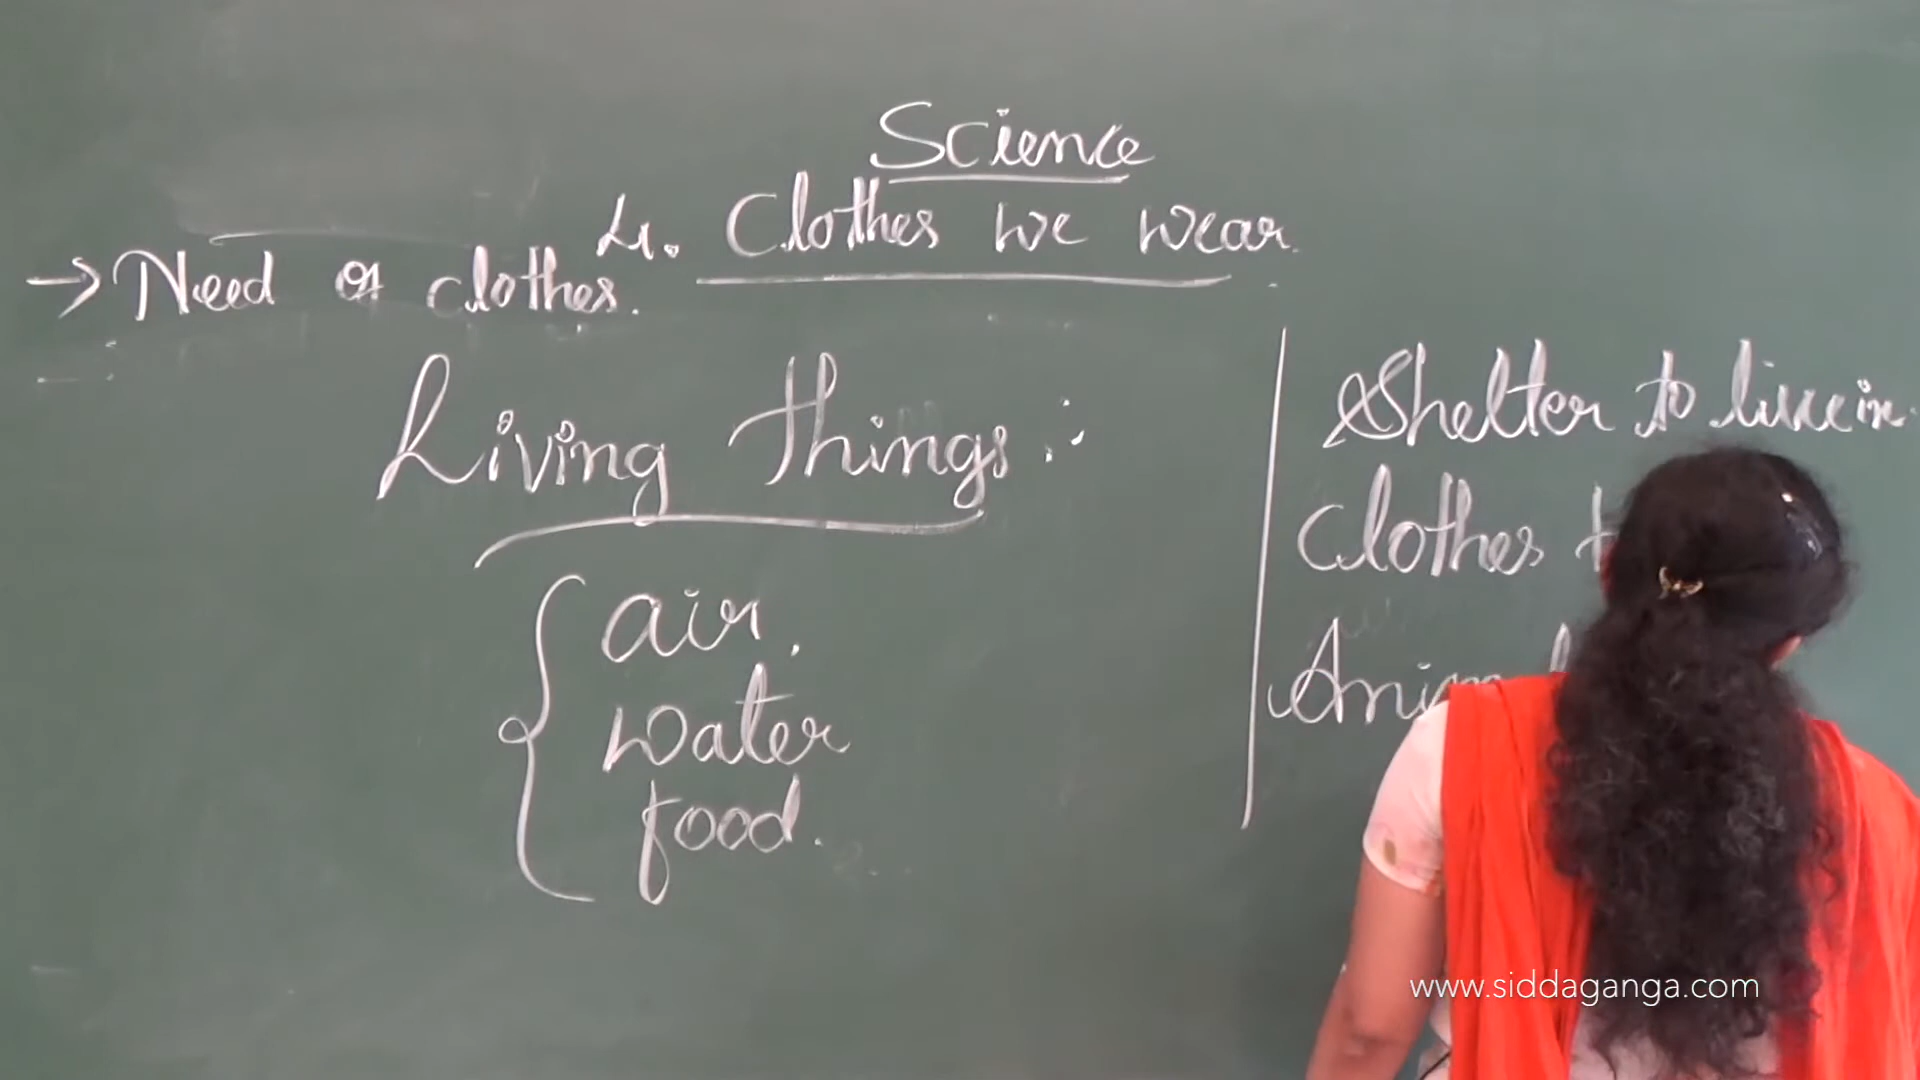 Science
4. Clothes we wear.
→ Need of clothes.
Living things :-
air,
water
food.
Shelter to live in.
Clothes
www.siddaganga.com